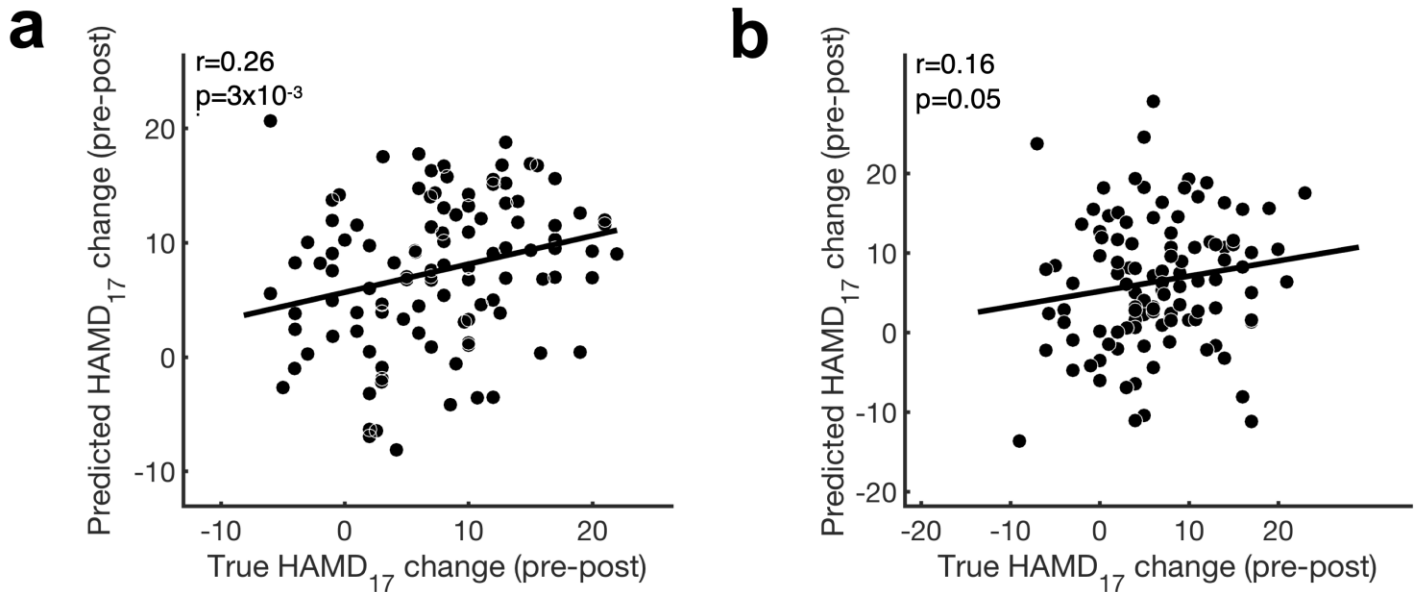 a
r=0.26
p=3x10⁻³
20
10
0
-10
-10 0 10 20
Predicted HAMD₁₇ change (pre-post)
True HAMD₁₇ change (pre-post)
b
r=0.16
p=0.05
20
10
0
-10
-20
-20 -10 0 10 20
Predicted HAMD₁₇ change (pre-post)
True HAMD₁₇ change (pre-post)